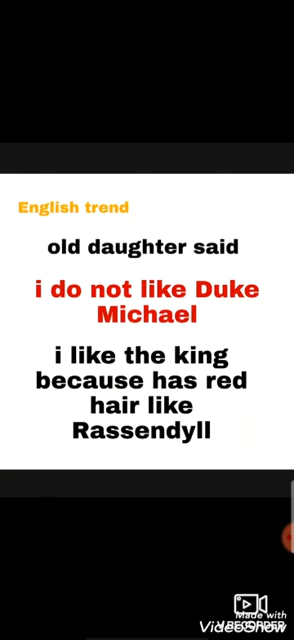 English trend
old daughter said
i do not like Duke
Michael
i like the king
because has red
hair like
Rassendyll
Made with
V.RECORDER
VideoShow